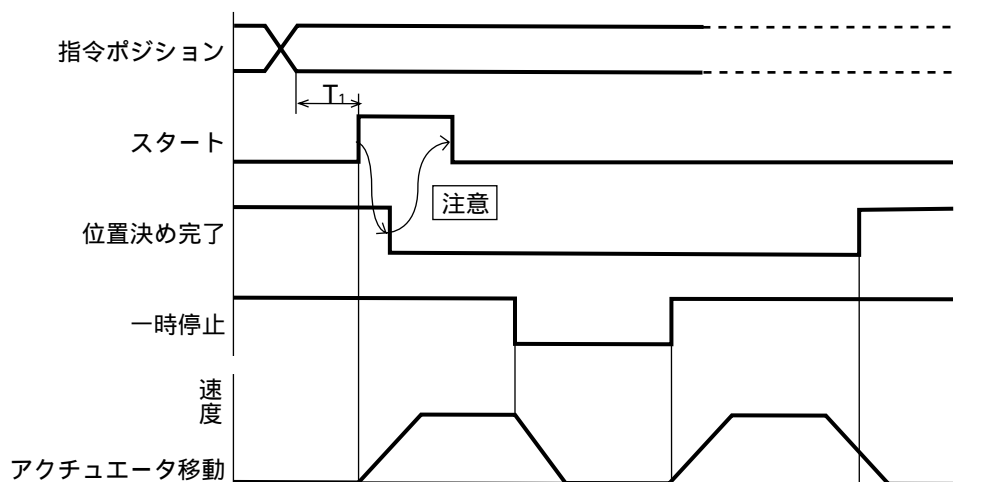 指令ポジション
T₁
スタート
注意
位置決め完了
一時停止
速度
アクチュエータ移動